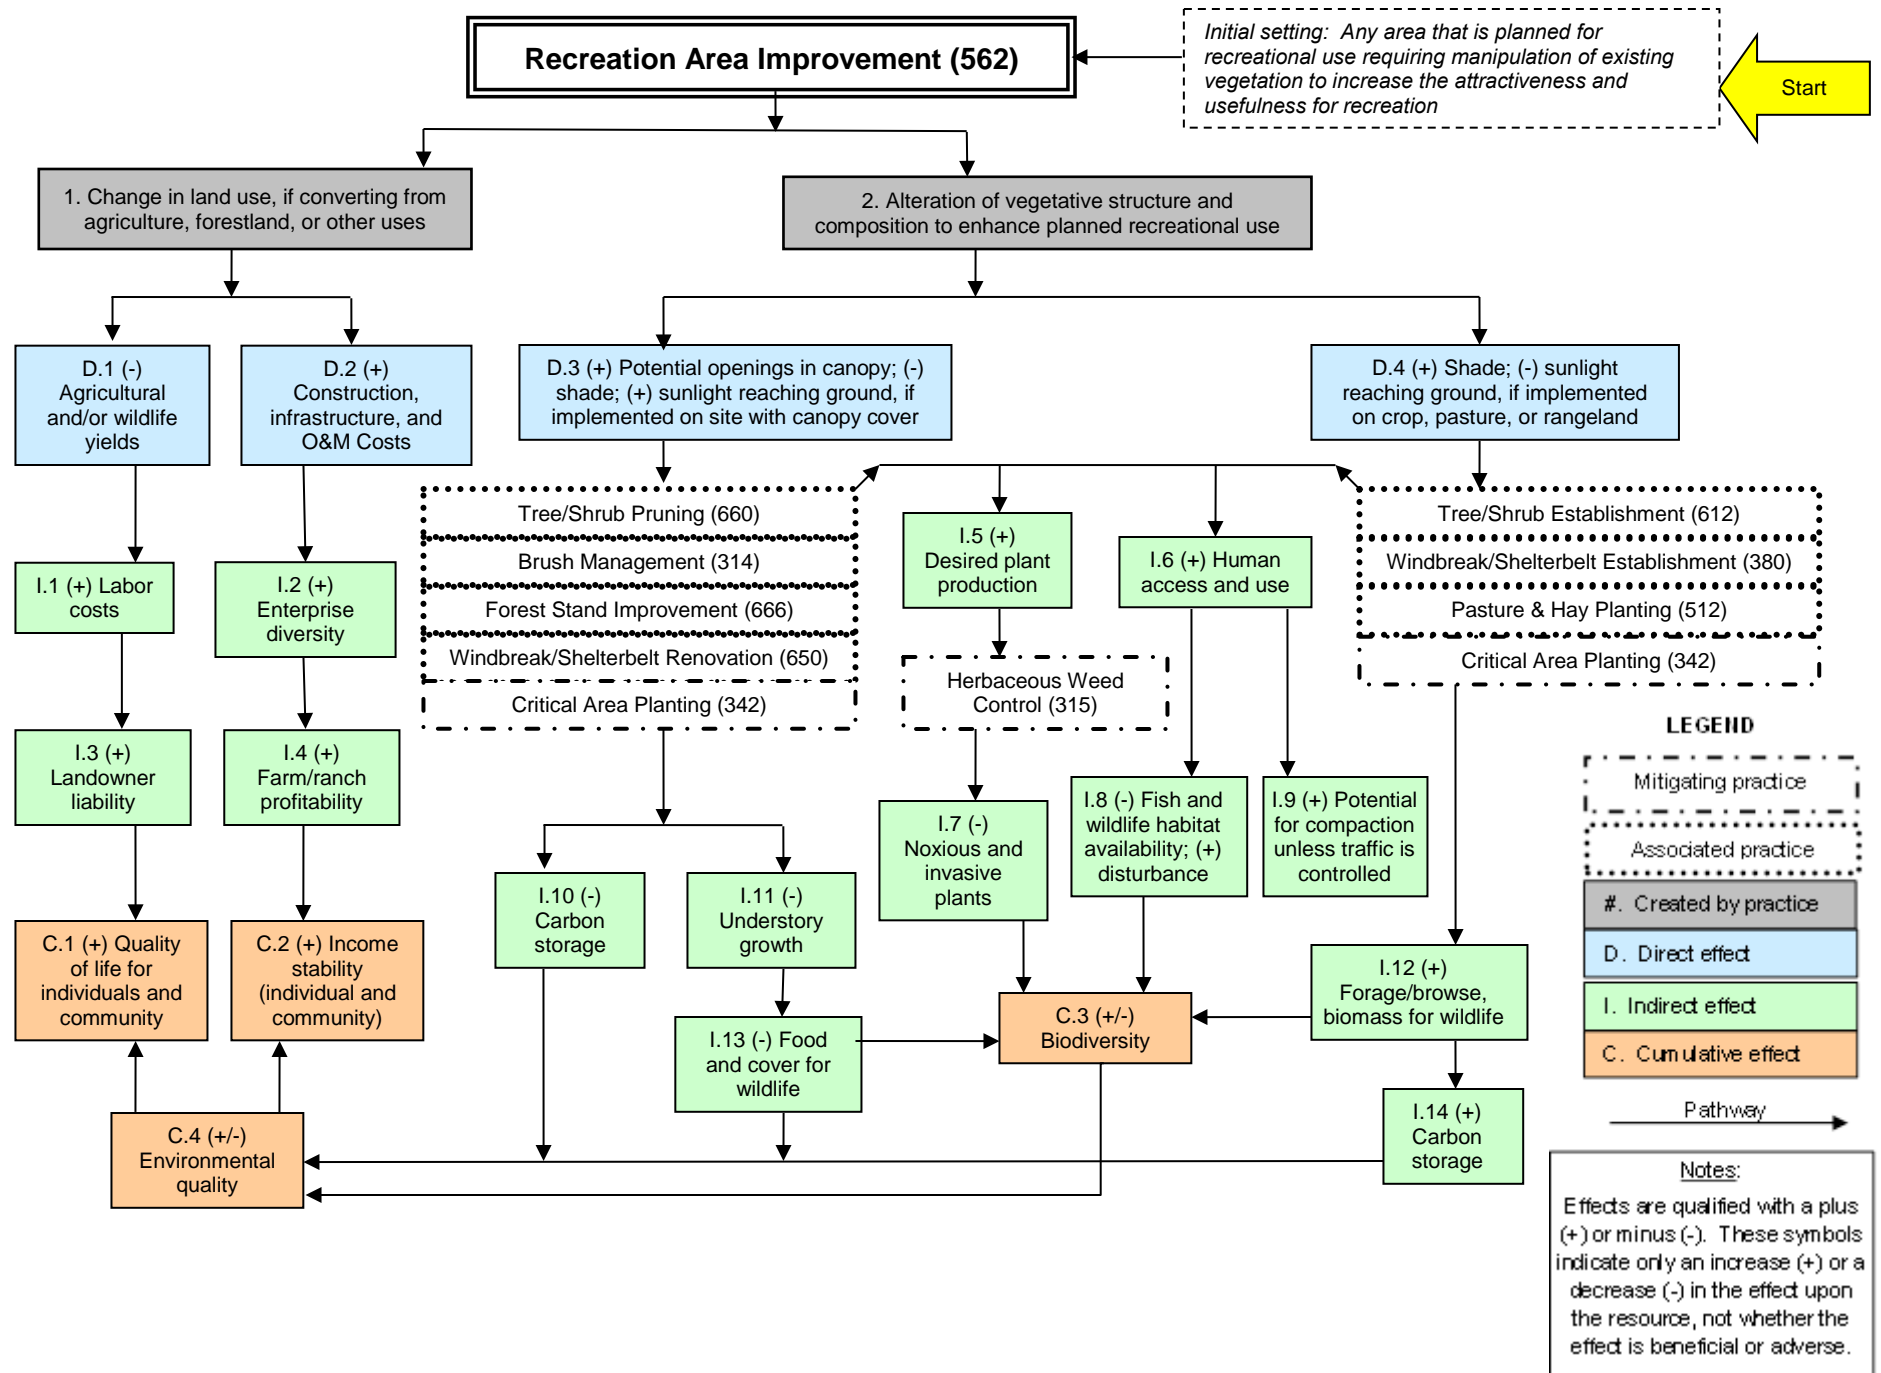 Recreation Area Improvement (562)
Initial setting:  Any area that is planned for
recreational use requiring manipulation of existing
vegetation to increase the attractiveness and
usefulness for recreation
Start
1. Change in land use, if converting from
agriculture, forestland, or other uses
2. Alteration of vegetative structure and
composition to enhance planned recreational use
D.1 (-)
Agricultural
and/or wildlife
yields
D.2 (+)
Construction,
infrastructure, and
O&M Costs
D.3 (+) Potential openings in canopy; (-)
shade; (+) sunlight reaching ground, if
implemented on site with canopy cover
D.4 (+) Shade; (-) sunlight
reaching ground, if implemented
on crop, pasture, or rangeland
Tree/Shrub Pruning (660)
Brush Management (314)
Forest Stand Improvement (666)
Windbreak/Shelterbelt Renovation (650)
Critical Area Planting (342)
I.5 (+)
Desired plant
production
I.6 (+) Human
access and use
Tree/Shrub Establishment (612)
Windbreak/Shelterbelt Establishment (380)
Pasture & Hay Planting (512)
Critical Area Planting (342)
I.1 (+) Labor
costs
I.2 (+)
Enterprise
diversity
Herbaceous Weed
Control (315)
I.3 (+)
Landowner
liability
I.4 (+)
Farm/ranch
profitability
I.7 (-)
Noxious and
invasive
plants
I.8 (-) Fish and
wildlife habitat
availability; (+)
disturbance
I.9 (+) Potential
for compaction
unless traffic is
controlled
I.10 (-)
Carbon
storage
I.11 (-)
Understory
growth
C.1 (+) Quality
of life for
individuals and
community
C.2 (+) Income
stability
(individual and
community)
I.12 (+)
Forage/browse,
biomass for wildlife
C.3 (+/-)
Biodiversity
I.13 (-) Food
and cover for
wildlife
I.14 (+)
Carbon
storage
C.4 (+/-)
Environmental
quality
LEGEND
Mitigating practice
Associated practice
#.  Created by practice
D.  Direct effect
I.  Indirect effect
C.  Cumulative effect
Pathway
Notes:
Effects are qualified with a plus
(+) or minus (-).  These symbols
indicate only an increase (+) or a
decrease (-) in the effect upon
the resource, not whether the
effect is beneficial or adverse.